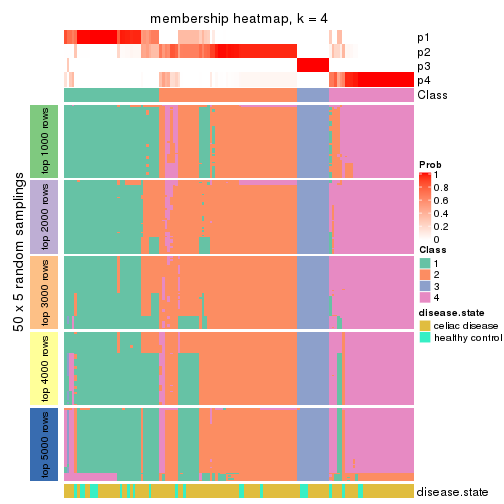 membership heatmap, k = 4
p1
p2
p3
p4
Class
50 x 5 random samplings
top 1000 rows
top 2000 rows
top 3000 rows
top 4000 rows
top 5000 rows
Prob
1
0.8
0.6
0.4
0.2
0
Class
1
2
3
4
disease.state
celiac disease
healthy control
disease.state